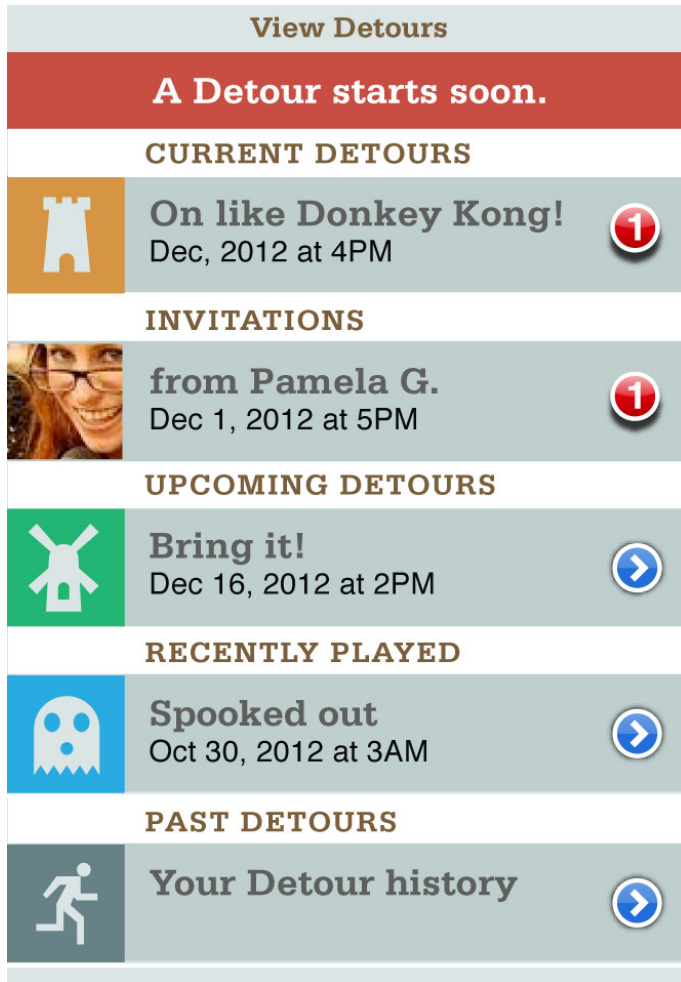 View Detours
A Detour starts soon.
CURRENT DETOURS
On like Donkey Kong!
Dec, 2012 at 4PM
1
INVITATIONS
from Pamela G.
Dec 1, 2012 at 5PM
1
UPCOMING DETOURS
Bring it!
Dec 16, 2012 at 2PM
RECENTLY PLAYED
Spooked out
Oct 30, 2012 at 3AM
PAST DETOURS
Your Detour history